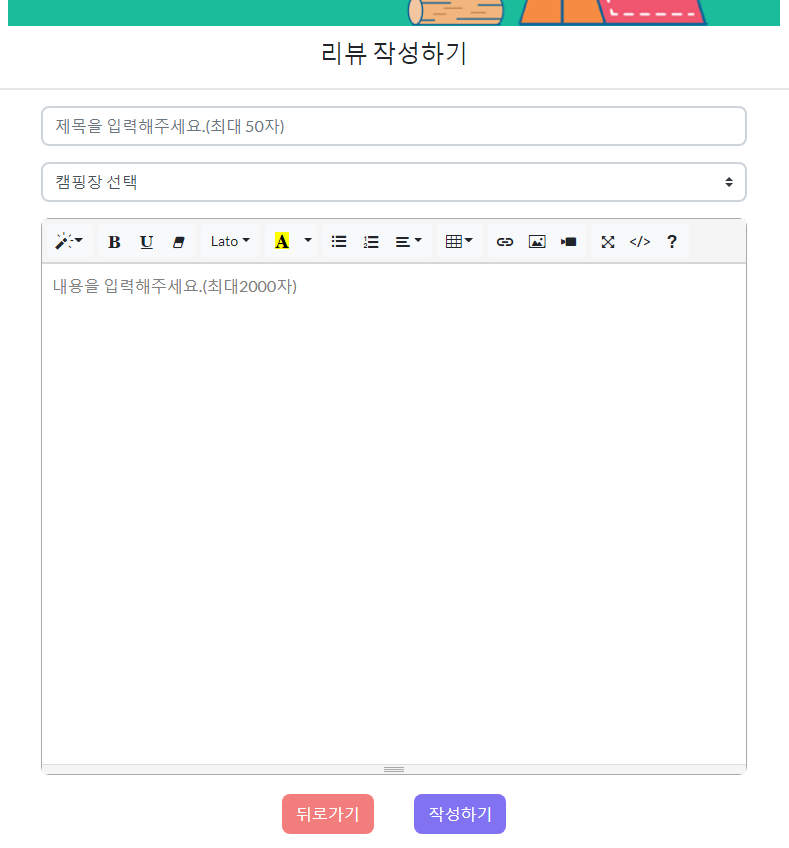 리뷰 작성하기
제목을 입력해주세요.(최대 50자)
캠핑장 선택
B U Lato A </> ?
내용을 입력해주세요.(최대2000자)
뒤로가기 작성하기